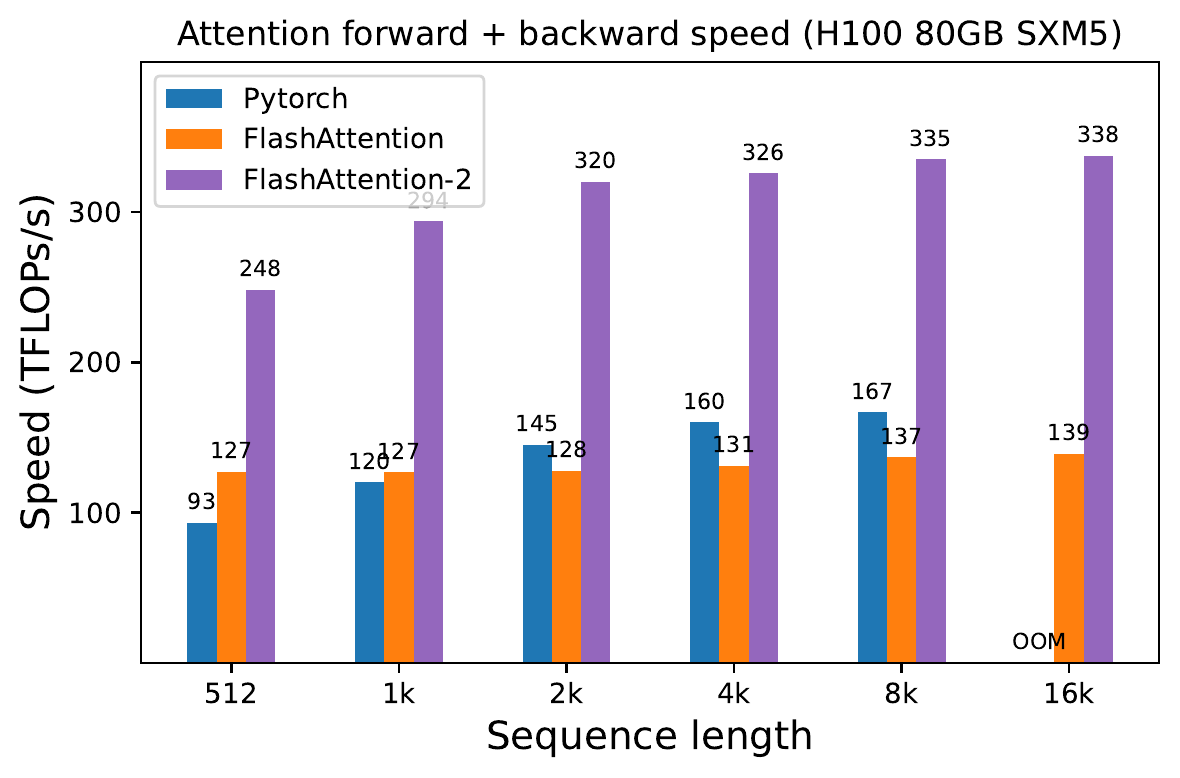 Attention forward + backward speed (H100 80GB SXM5)
Pytorch
FlashAttention
FlashAttention-2
Speed (TFLOPs/s)
300
200
100
93
127
248
120
127
294
145
128
320
160
131
326
167
137
335
OOM
139
338
512
1k
2k
4k
8k
16k
Sequence length